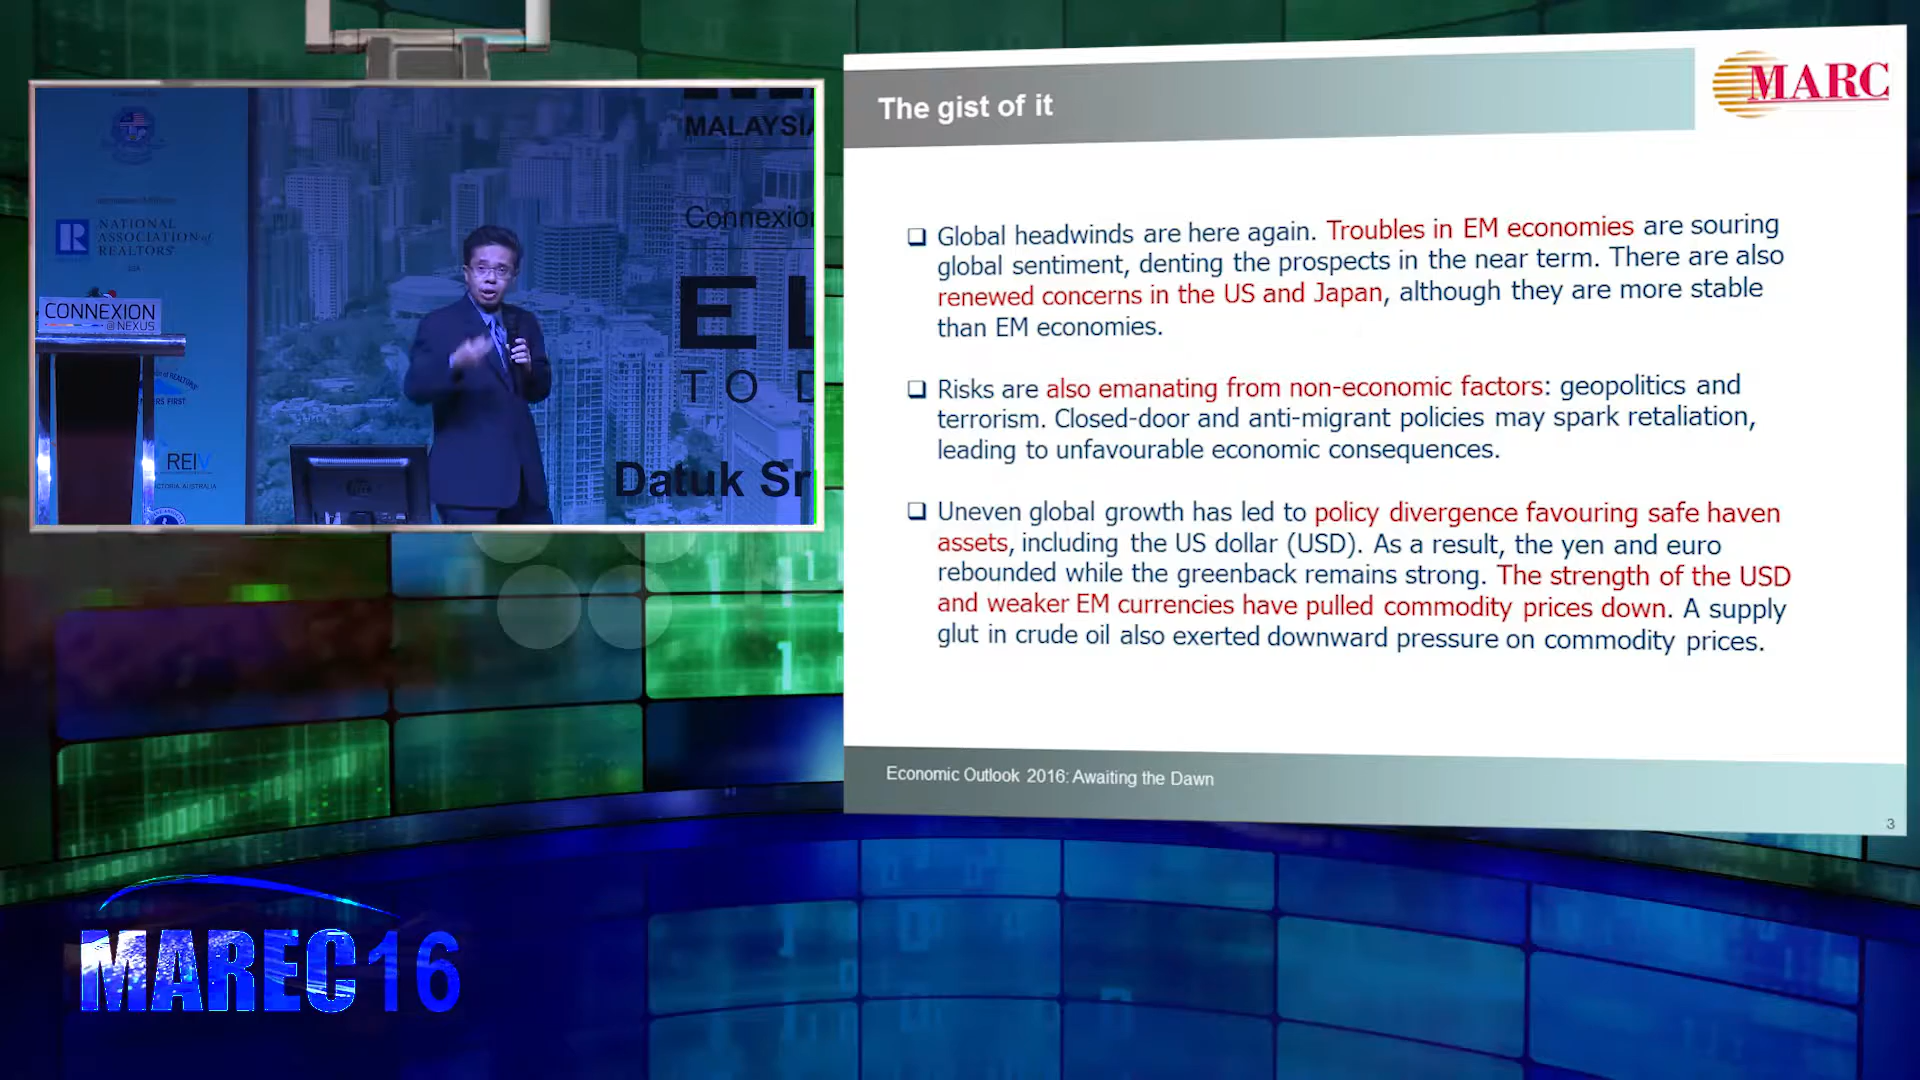 NATIONAL
ASSOCIATION of
REALTORS®
USA
CONNEXION
@NEXUS
MALAYSIA
Connexion
TO D
REIV
VICTORIA, AUSTRALIA
Datuk Sr
MAREC16
The gist of it
MARC
Global headwinds are here again. Troubles in EM economies are souring
global sentiment, denting the prospects in the near term. There are also
renewed concerns in the US and Japan, although they are more stable
than EM economies.
Risks are also emanating from non-economic factors: geopolitics and
terrorism. Closed-door and anti-migrant policies may spark retaliation,
leading to unfavourable economic consequences.
Uneven global growth has led to policy divergence favouring safe haven
assets, including the US dollar (USD). As a result, the yen and euro
rebounded while the greenback remains strong. The strength of the USD
and weaker EM currencies have pulled commodity prices down. A supply
glut in crude oil also exerted downward pressure on commodity prices.
Economic Outlook 2016: Awaiting the Dawn
3